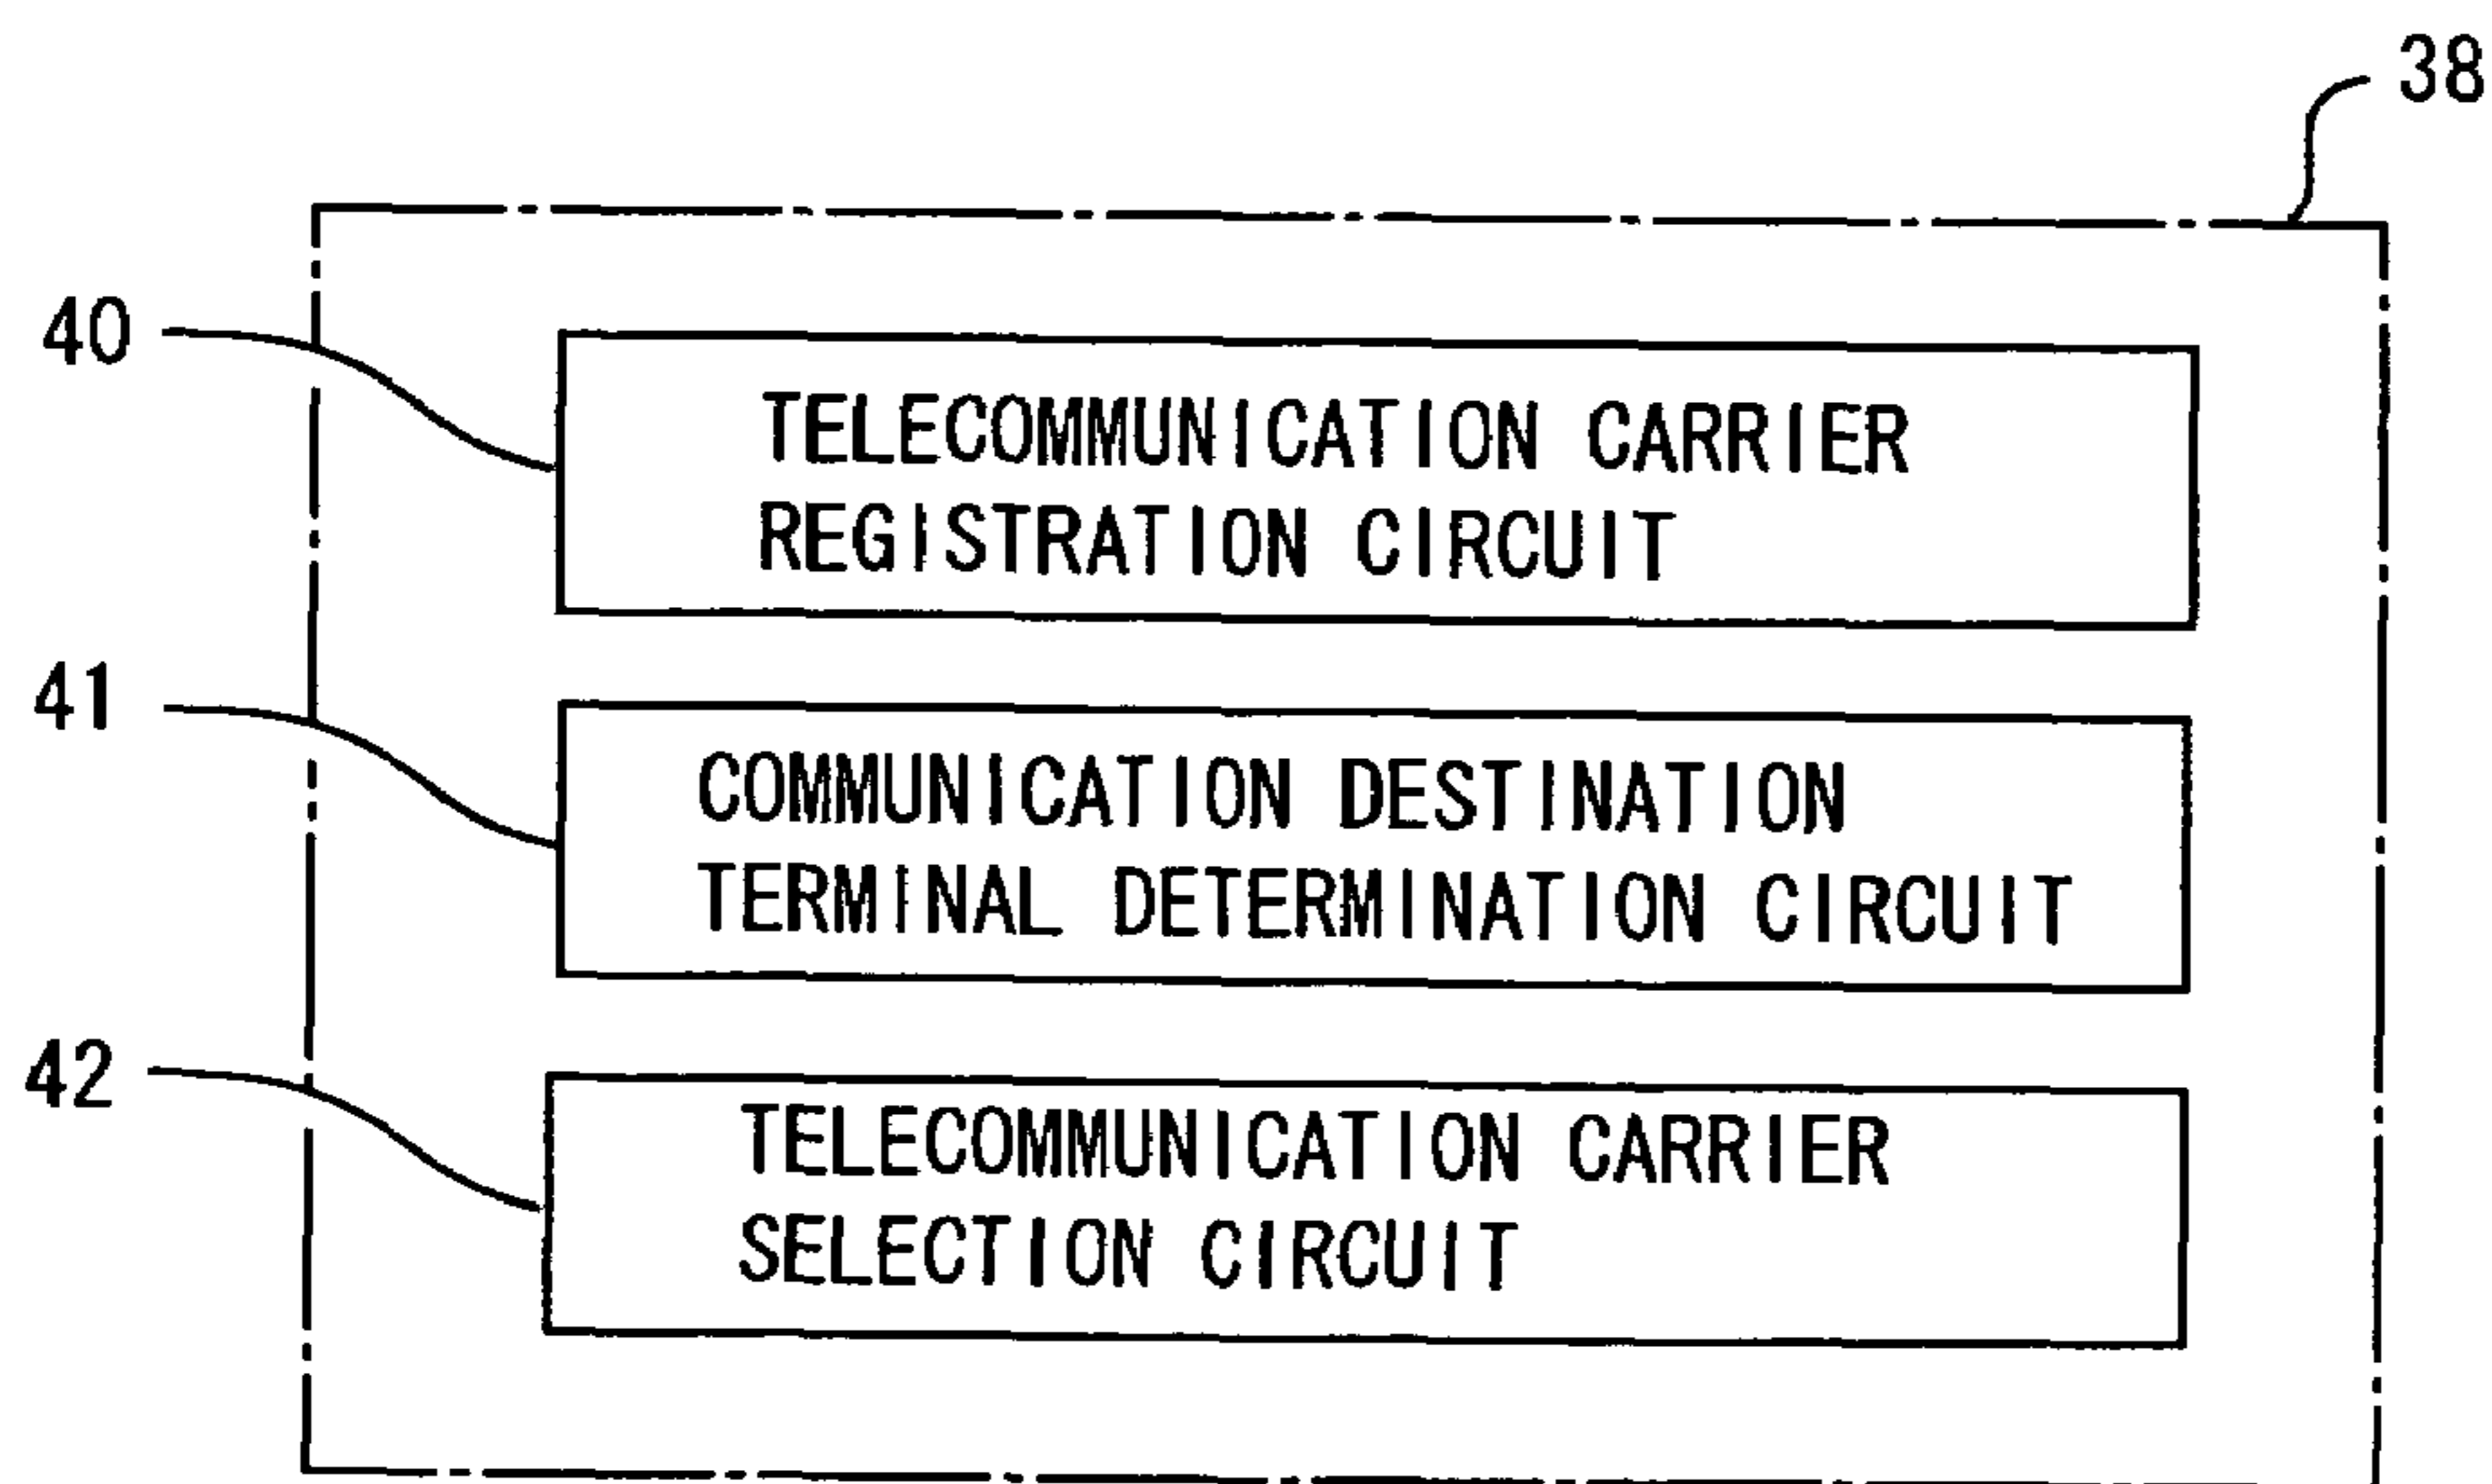 38
40
TELECOMMUNICATION CARRIER
REGISTRATION CIRCUIT
41
COMMUNICATION DESTINATION
TERMINAL DETERMINATION CIRCUIT
42
TELECOMMUNICATION CARRIER
SELECTION CIRCUIT